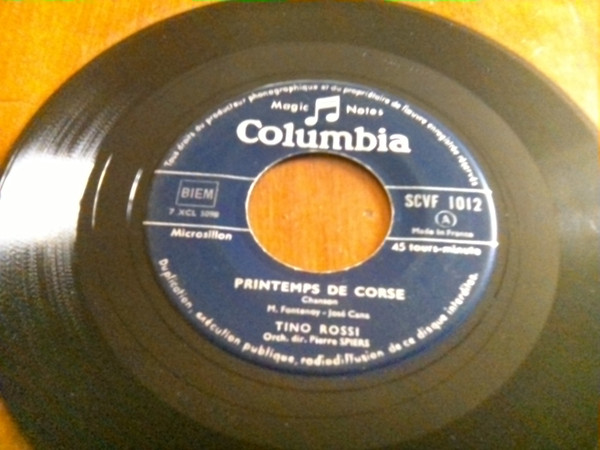 Tous droits du producteur phonographique et du propriétaire de l'œuvre enregistrée réservés
Magic Notes
Columbia
BIEM
SCVF 1012
7 XCL 5098
A
Made in France
Microsillon
45 tours-minute
PRINTEMPS DE CORSE
Chanson
M. Fontenoy - José Cana
TINO ROSSI
Orch. dir. Pierre SPIERS
Duplication, exécution publique, radiodiffusion de ce disque interdites